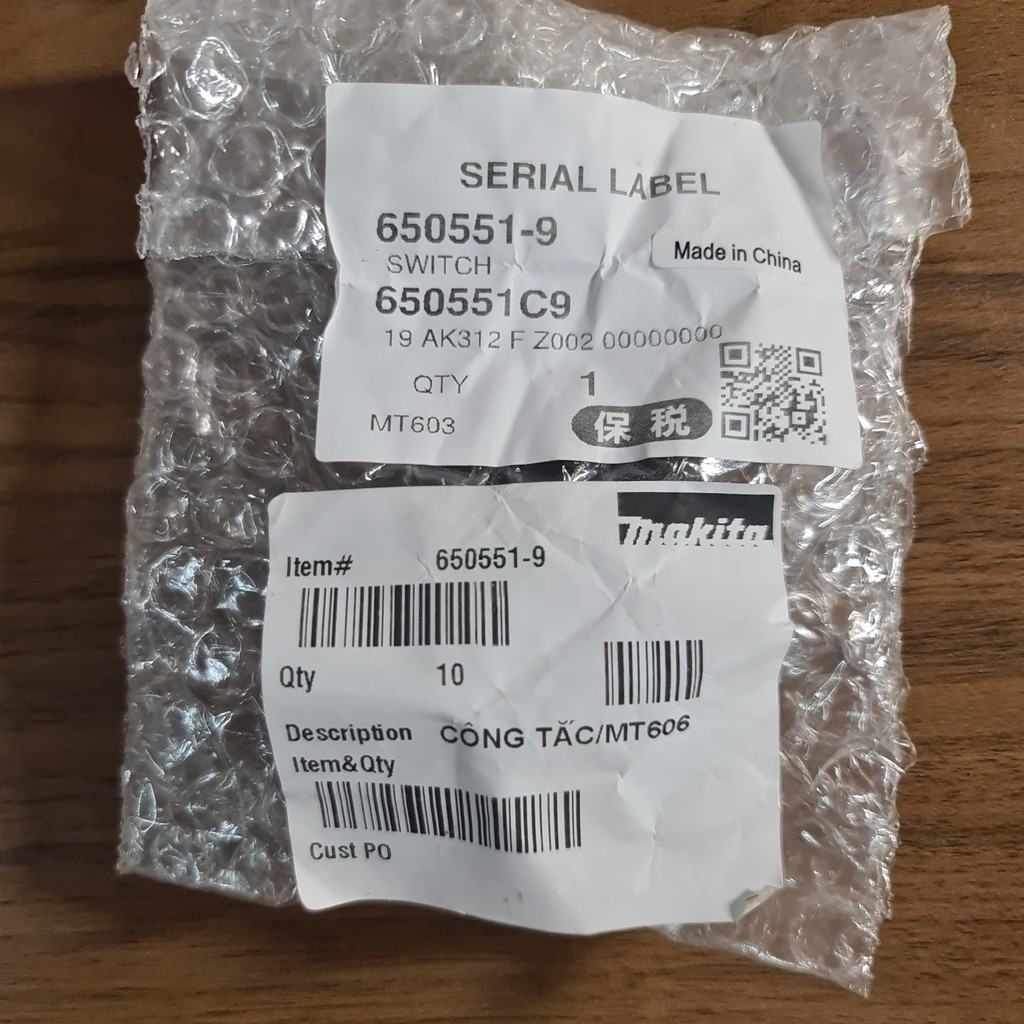 SERIAL LABEL
650551-9
Made in China
SWITCH
650551C9
19 AK312 F Z002 00000000
QTY 1
MT603 保税
makita
Item# 650551-9
Qty 10
Description CÔNG TẮC/MT606
Item&Qty
Cust PO